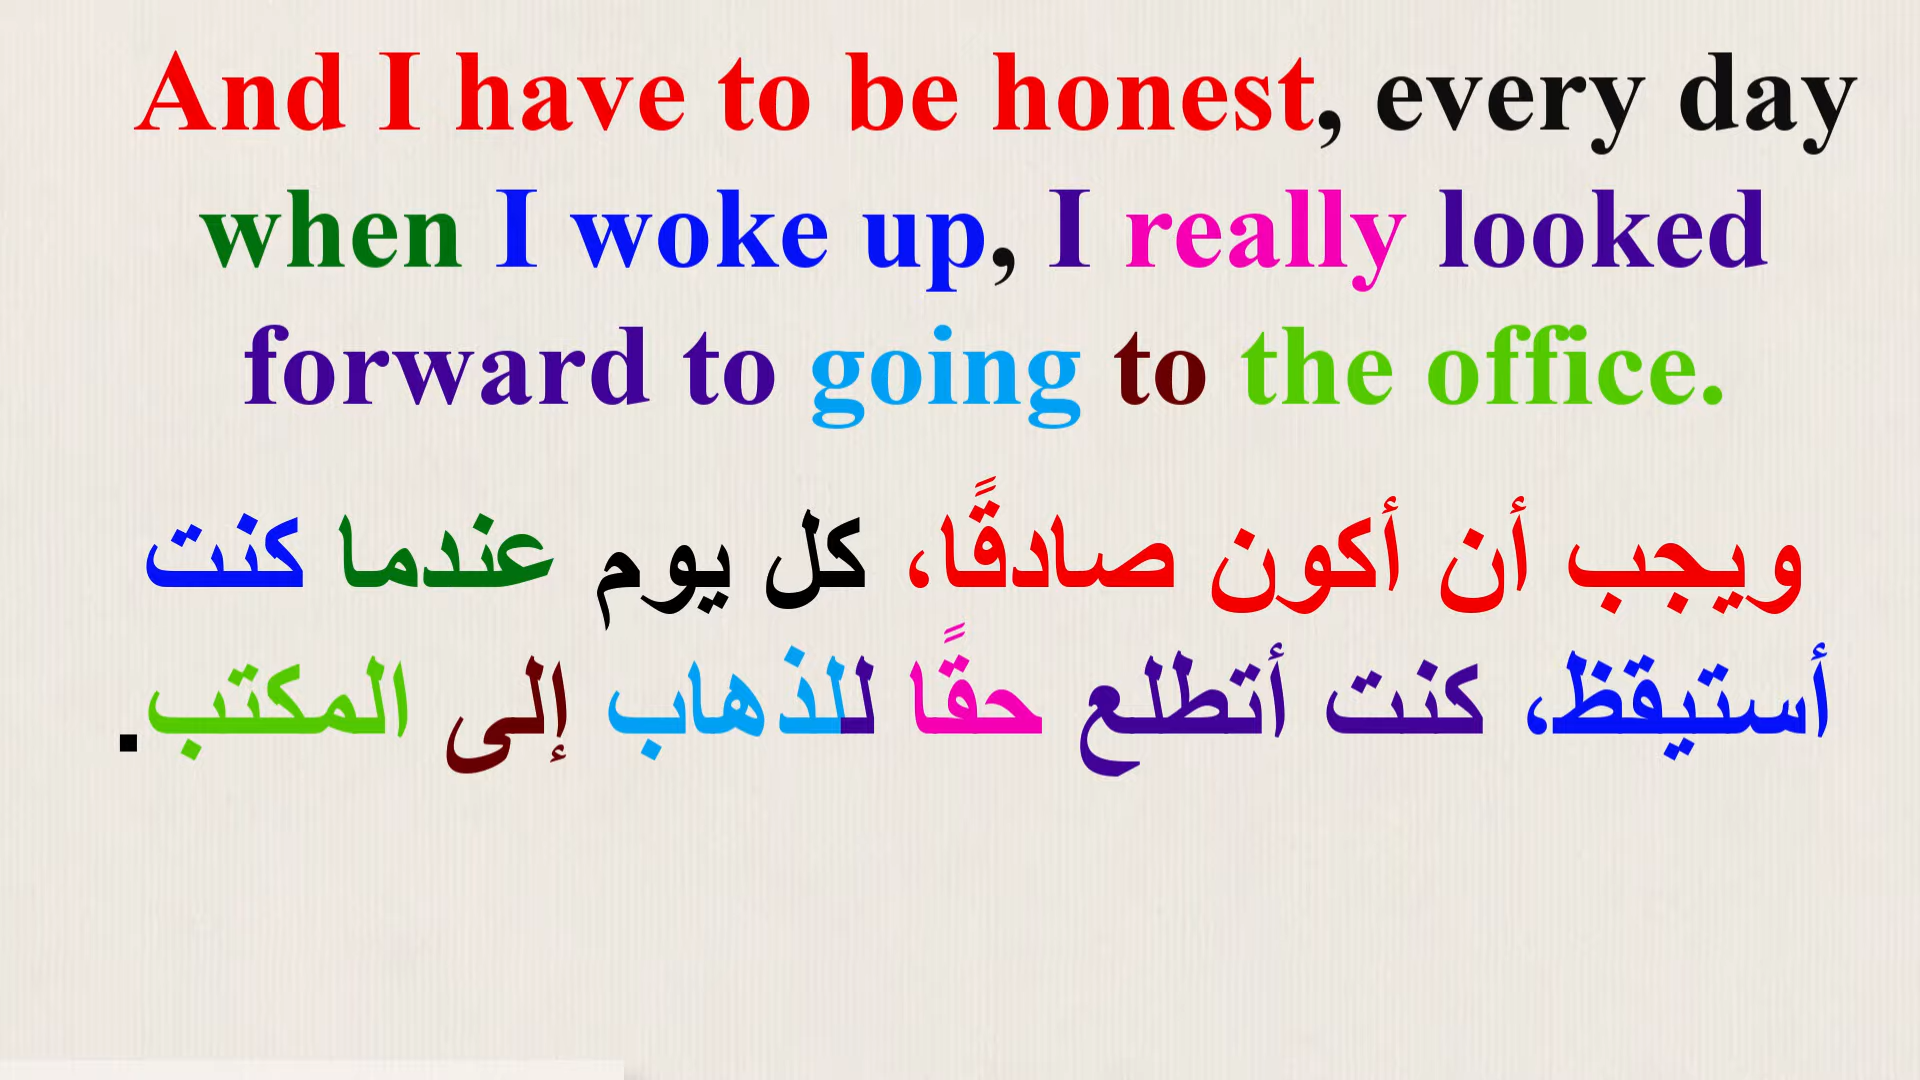 And I have to be honest, every day
when I woke up, I really looked
forward to going to the office.
ويجب أن أكون صادقًا، كل يوم عندما كنت
أستيقظ، كنت أتطلع حقًا للذهاب إلى المكتب.